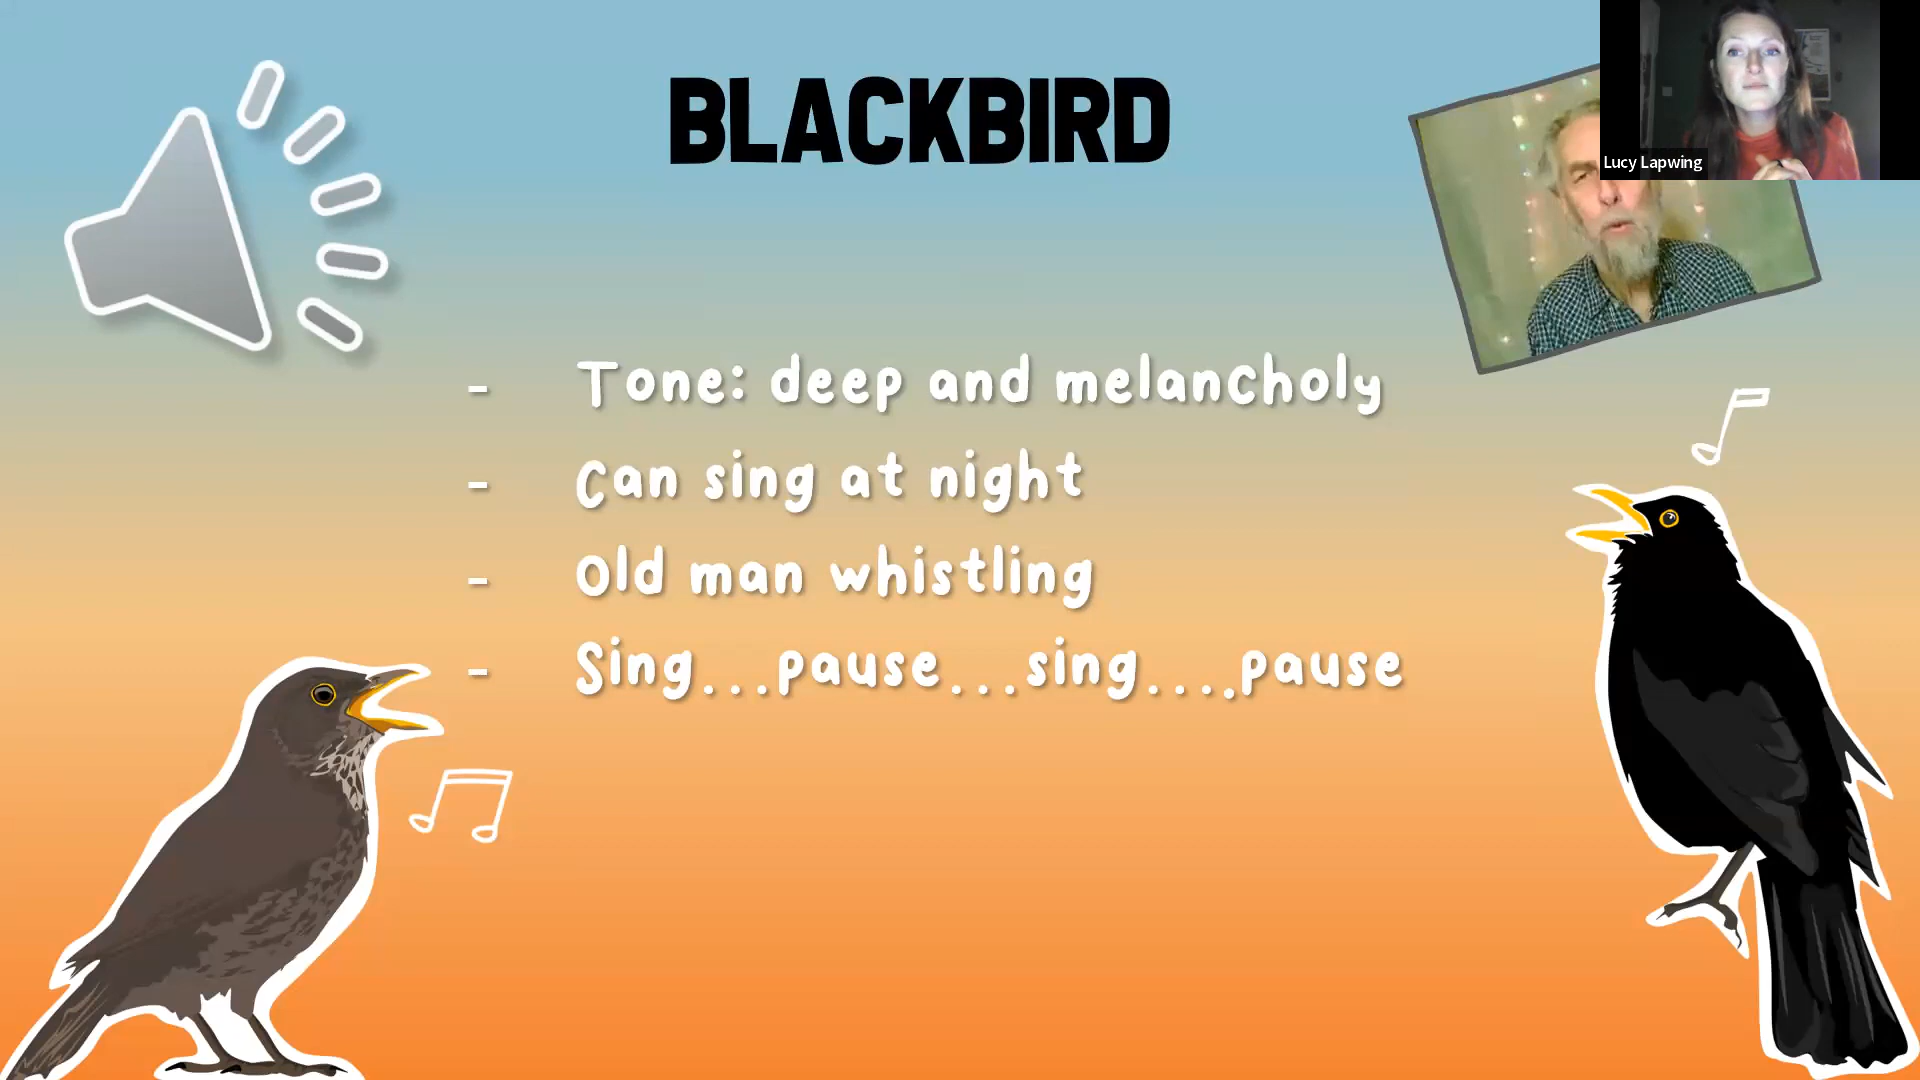 BLACKBIRD
Lucy Lapwing
- Tone: deep and melancholy
- Can sing at night
- Old man whistling
- Sing...pause...sing....pause